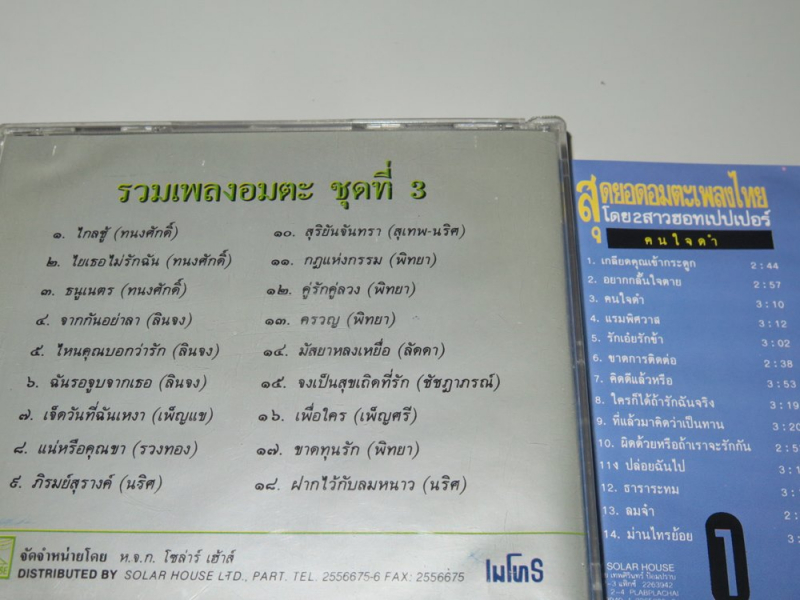 รวมเพลงอมตะ ชุดที่ 3
๑. ไกลชู้ (ทนงศักดิ์)
๒. ไยเธอไม่รักฉัน (ทนงศักดิ์)
๓. ธนูเนตร (ทนงศักดิ์)
๔. จากกันอย่าลา (ลินจง)
๕. ไหนคุณบอกว่ารัก (ลินจง)
๖. ฉันรอจูบจากเธอ (ลินจง)
๗. เจ็ดวันที่ฉันเหงา (เพ็ญแข)
๘. แน่หรือคุณขา (รวงทอง)
๙. ภิรมย์สุรางค์ (นริศ)
๑๐. สุริยันจันทรา (สุเทพ-นริศ)
๑๑. กฎแห่งกรรม (พิทยา)
๑๒. คู่รักคู่ลวง (พิทยา)
๑๓. ครวญ (พิทยา)
๑๔. มัสยาหลงเหยื่อ (ลัดดา)
๑๕. จงเป็นสุขเถิดที่รัก (ชัชฎาภรณ์)
๑๖. เพื่อใคร (เพ็ญศรี)
๑๗. ขาดทุนรัก (พิทยา)
๑๘. ฝากไว้กับลมหนาว (นริศ)
จัดจำหน่ายโดย ห.จ.ก. โซล่าร์ เฮ้าส์
DISTRIBUTED BY SOLAR HOUSE LTD., PART. TEL. 2556675-6 FAX: 2556675
เมโทร
สุดยอดอมตะเพลงไทย
โดย2สาวฮอทเปปเปอร์
คนใจดำ
1. เกลียดคุณเข้ากระดูก 2:44
2. อยากกลั้นใจตาย 2:57
3. คนใจดำ 3:10
4. แรมพิศวาส 3:12
5. รักเอ๋ยรักข้า 3:02
6. ขาดการติดต่อ 2:38
7. คิดดีแล้วหรือ 3:53
8. ใครก็ได้ถ้ารักฉันจริง 3:19
9. ที่แล้วมาคิดว่าเป็นทาน 3:20
10. ผิดด้วยหรือถ้าเราจะรักกัน 2:5
11ง ปล่อยฉันไป 3:1
12. ธาราระทม 3:
13. ลมจ๋า 2:
14. ม่านไทรย้อย 3:
1
SOLAR HOUSE